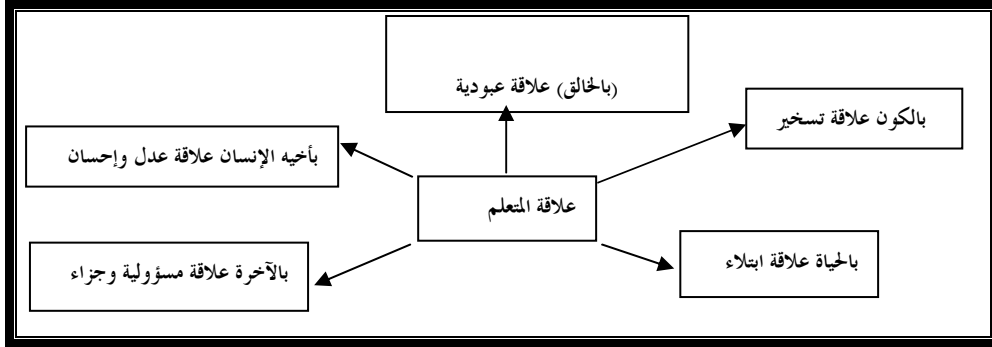 (بالخالق) علاقة عبودية
بالكون علاقة تسخير
بأخيه الإنسان علاقة عدل وإحسان
علاقة المتعلم
بالحياة علاقة ابتلاء
بالآخرة علاقة مسؤولية وجزاء